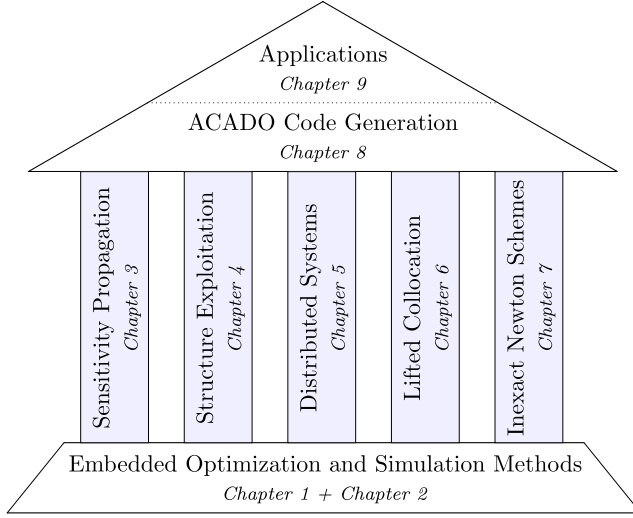 Applications
Chapter 9
ACADO Code Generation
Chapter 8
Sensitivity Propagation
Chapter 3
Structure Exploitation
Chapter 4
Distributed Systems
Chapter 5
Lifted Collocation
Chapter 6
Inexact Newton Schemes
Chapter 7
Embedded Optimization and Simulation Methods
Chapter 1 + Chapter 2